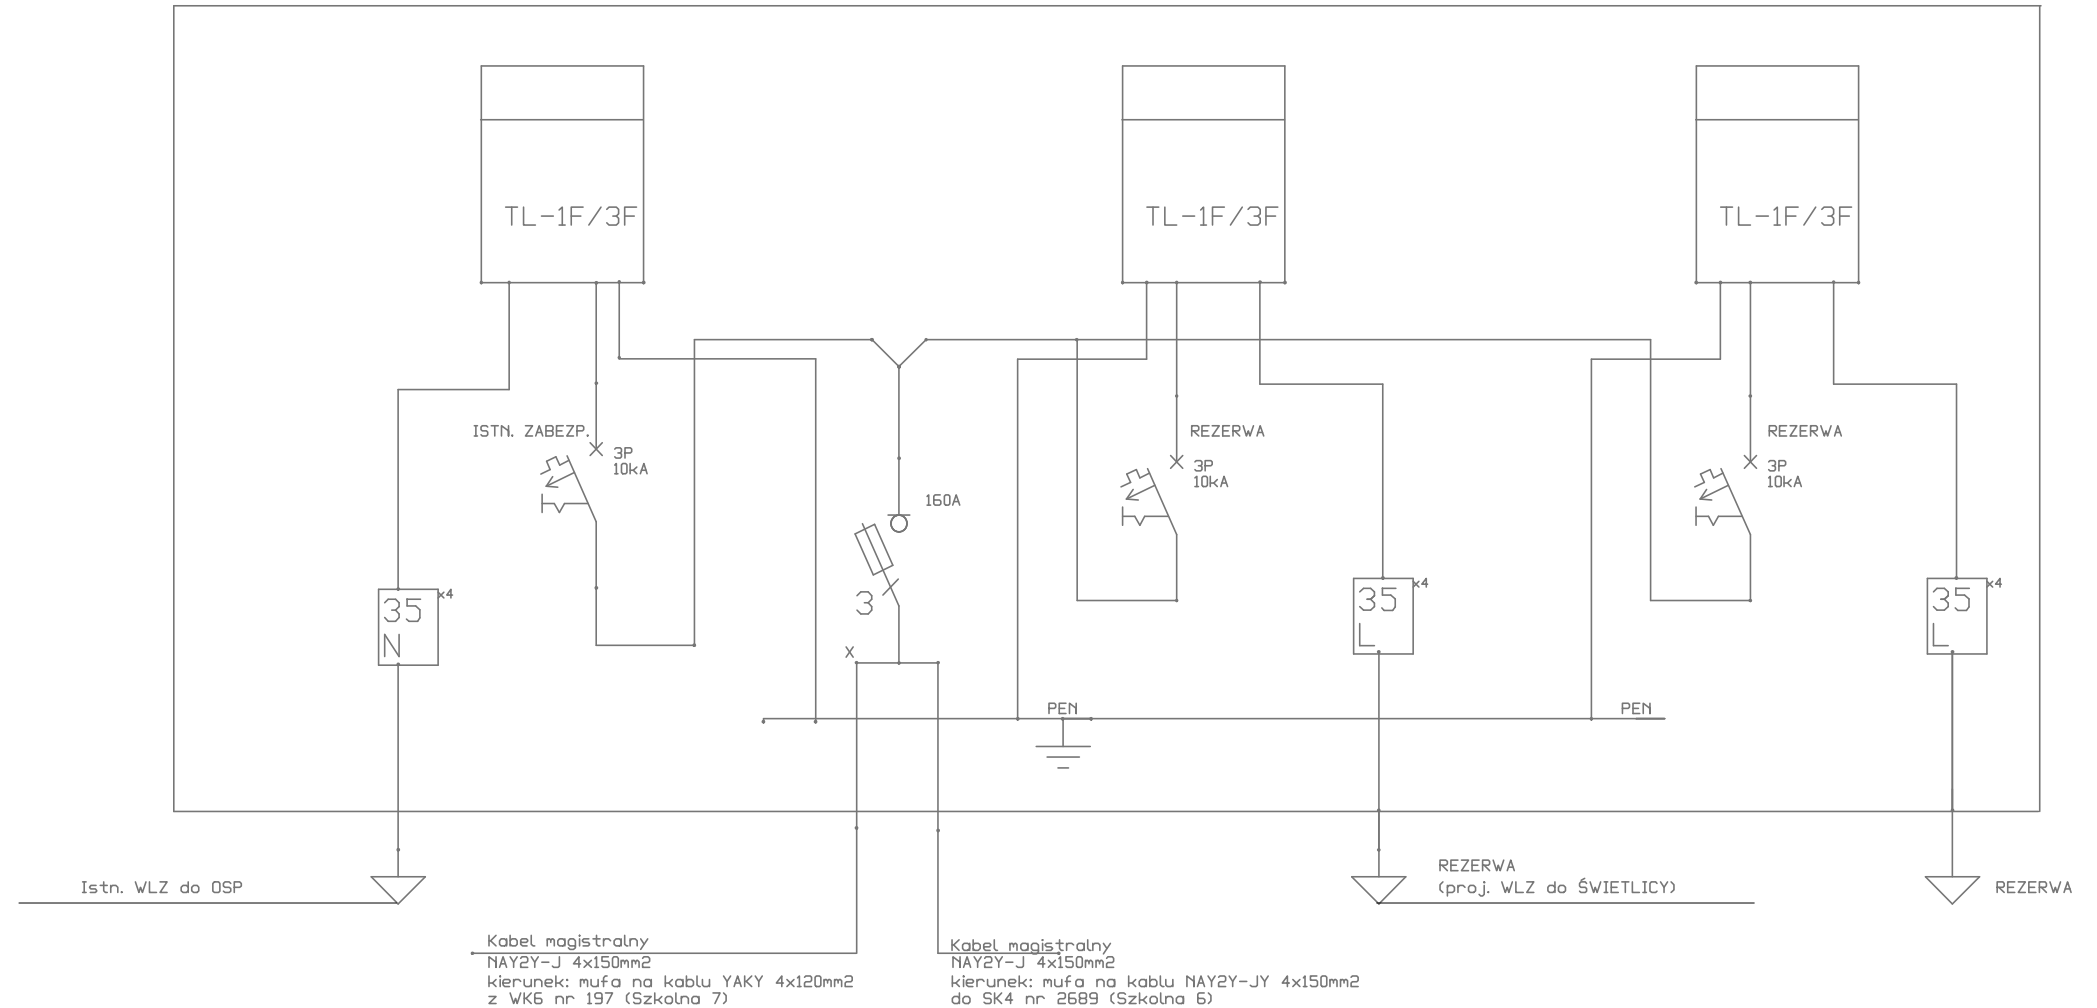 TL-1F/3F
TL-1F/3F
TL-1F/3F
ISTN. ZABEZP.
3P
10kA
REZERWA
3P
10kA
REZERWA
3P
10kA
160A
3
X
35
N
x4
35
L
x4
35
L
x4
PEN
PEN
Istn. WLZ do OSP
REZERWA
(proj. WLZ do ŚWIETLICY)
REZERWA
Kabel magistralny
NAY2Y-J 4x150mm2
kierunek: mufa na kablu YAKY 4x120mm2
z WK6 nr 197 (Szkolna 7)
Kabel magistralny
NAY2Y-J 4x150mm2
kierunek: mufa na kablu NAY2Y-JY 4x150mm2
do SK4 nr 2689 (Szkolna 6)